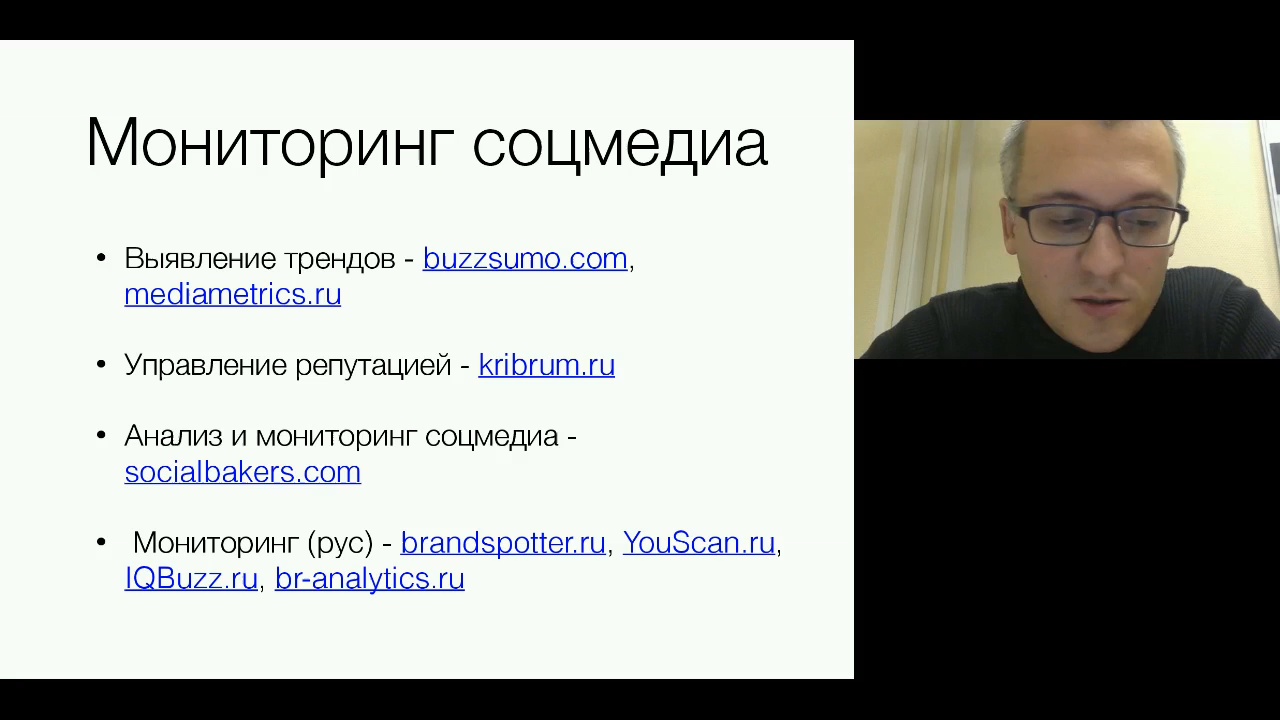 Мониторинг соцмедиа
• Выявление трендов - buzzsumo.com,
mediametrics.ru
• Управление репутацией - kribrum.ru
• Анализ и мониторинг соцмедиа -
socialbakers.com
• Мониторинг (рус) - brandspotter.ru, YouScan.ru,
IQBuzz.ru, br-analytics.ru